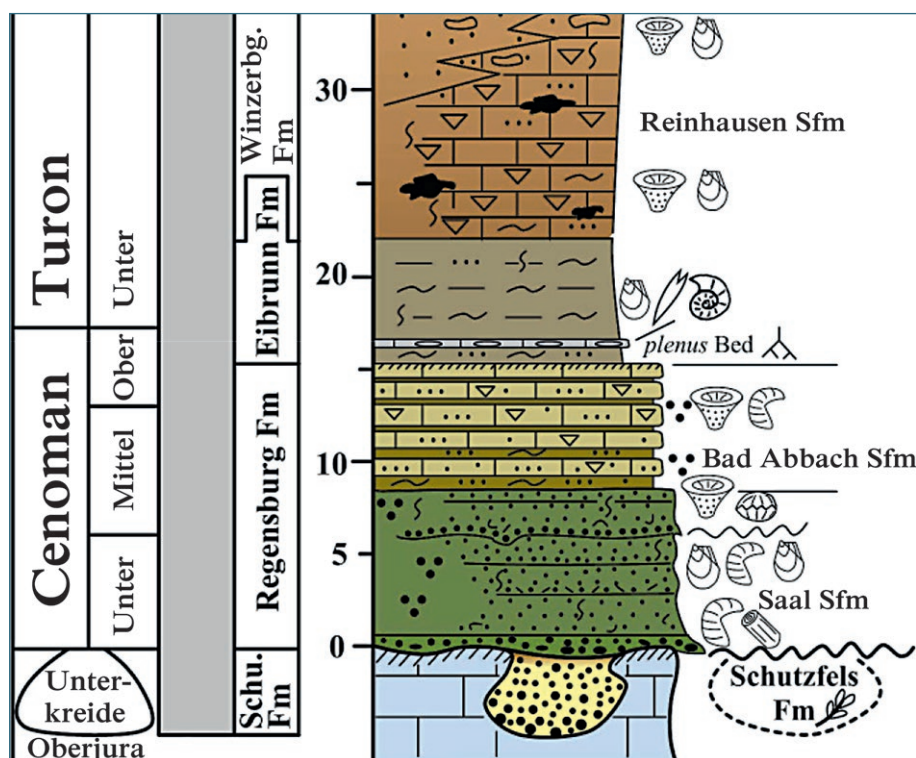 Turon
Unter
Cenoman
Ober
Mittel
Unter
Unter-
kreide
Oberjura
Winzerbg.
Fm
Eibrunn Fm
Regensburg Fm
Schu.
Fm
30
20
10
5
0
Reinhausen Sfm
plenus Bed
Bad Abbach Sfm
Saal Sfm
Schutzfels
Fm